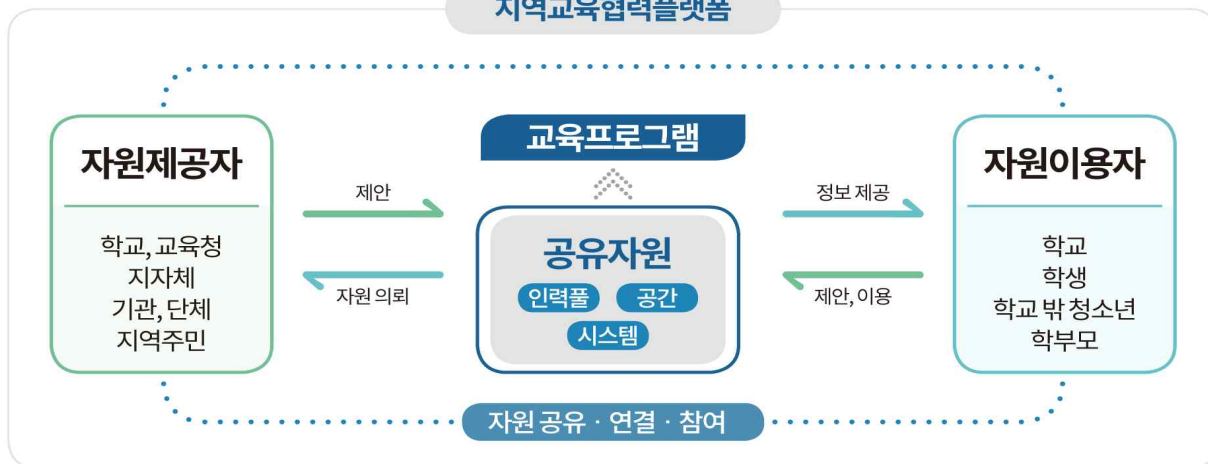 지역교육협력플랫폼
자원제공자
학교, 교육청
지자체
기관, 단체
지역주민
제안
자원 의뢰
교육프로그램
공유자원
인력풀
공간
시스템
정보 제공
제안, 이용
자원이용자
학교
학생
학교 밖 청소년
학부모
자원 공유 · 연결 · 참여